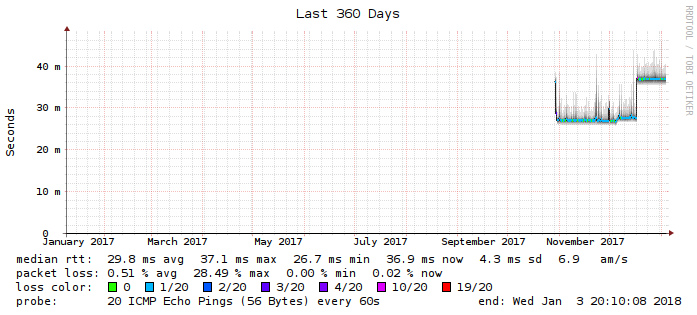 Last 360 Days
RRDTOOL / TOBI OETIKER
Seconds
40 m
30 m
20 m
10 m
0
January 2017 March 2017 May 2017 July 2017 September 2017 November 2017
median rtt: 29.8 ms avg 37.1 ms max 26.7 ms min 36.9 ms now 4.3 ms sd 6.9 am/s
packet loss: 0.51 % avg 28.49 % max 0.00 % min 0.02 % now
loss color: 0 1/20 2/20 3/20 4/20 10/20 19/20
probe: 20 ICMP Echo Pings (56 Bytes) every 60s end: Wed Jan 3 20:10:08 2018